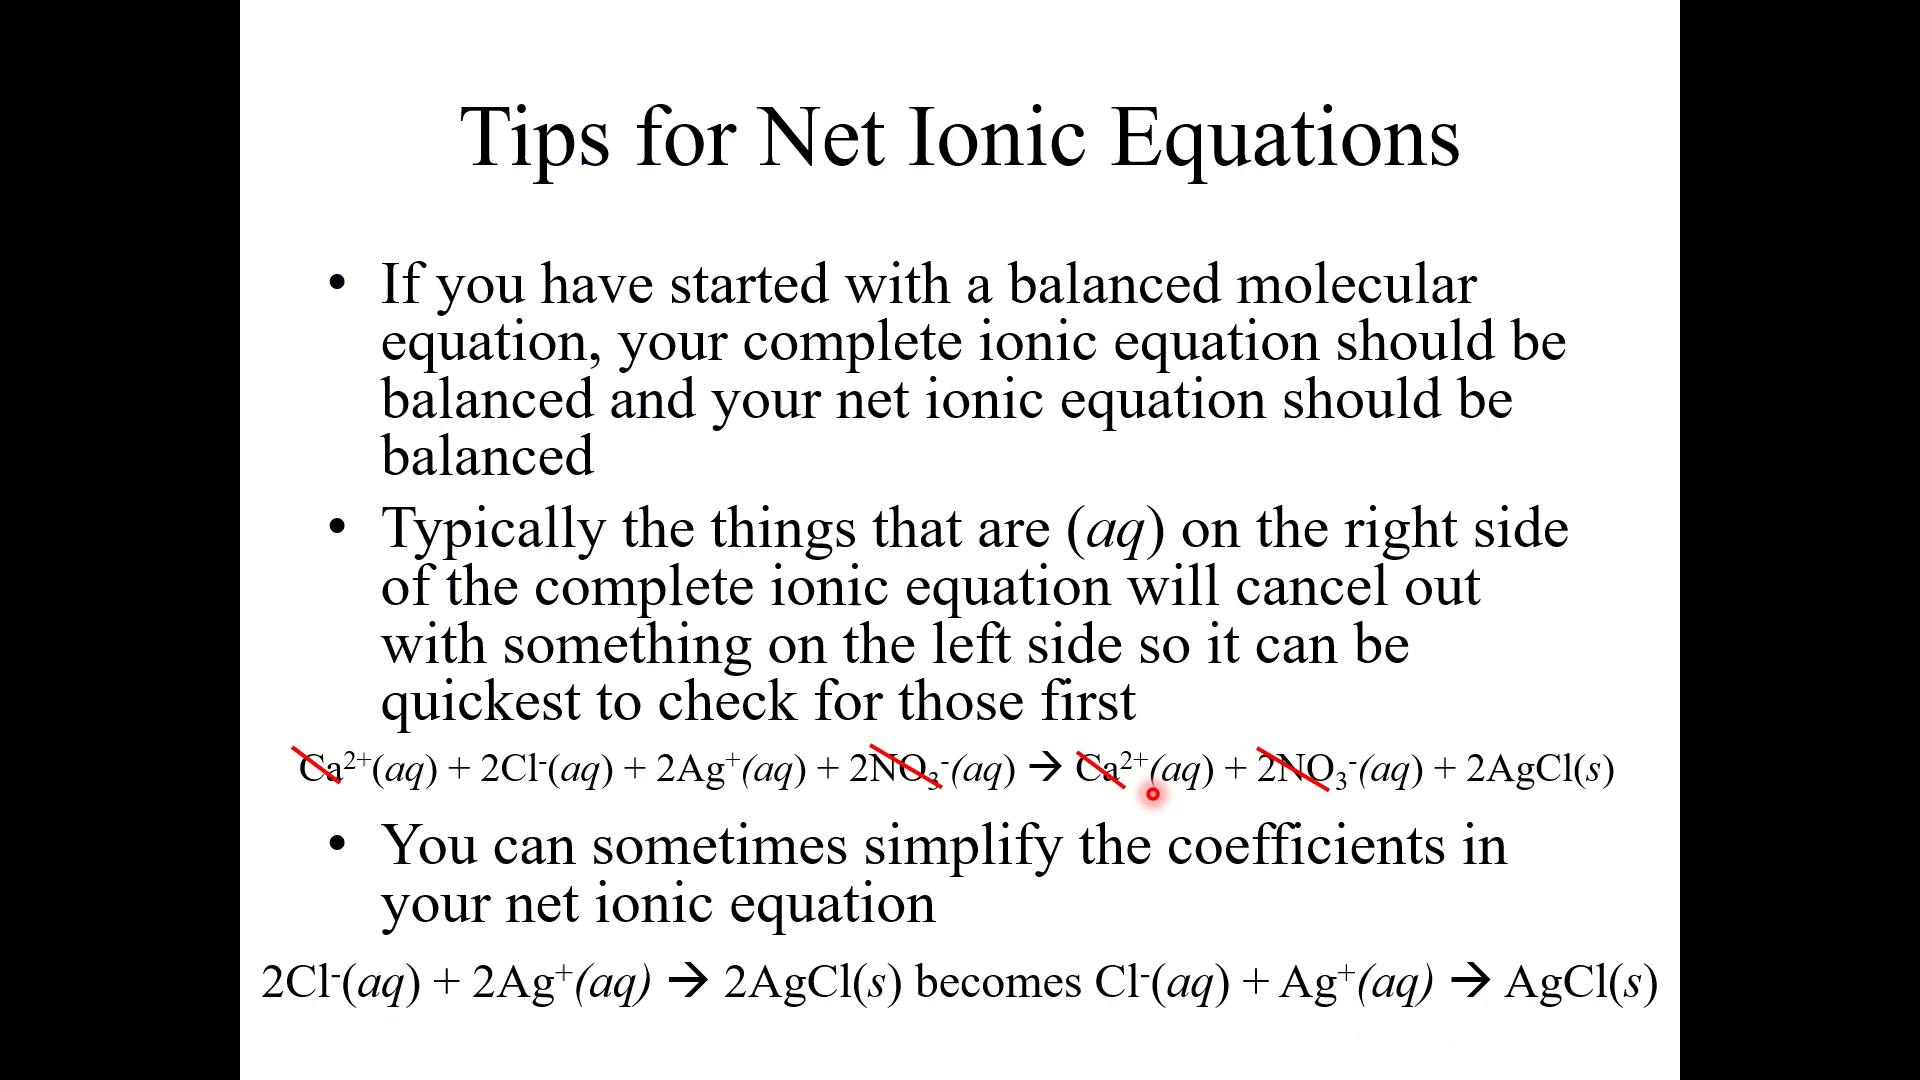 Tips for Net Ionic Equations
• If you have started with a balanced molecular
equation, your complete ionic equation should be
balanced and your net ionic equation should be
balanced
• Typically the things that are (aq) on the right side
of the complete ionic equation will cancel out
with something on the left side so it can be
quickest to check for those first
Ca²⁺(aq) + 2Cl⁻(aq) + 2Ag⁺(aq) + 2NO₃⁻(aq) → Ca²⁺(aq) + 2NO₃⁻(aq) + 2AgCl(s)
• You can sometimes simplify the coefficients in
your net ionic equation
2Cl⁻(aq) + 2Ag⁺(aq) → 2AgCl(s) becomes Cl⁻(aq) + Ag⁺(aq) → AgCl(s)